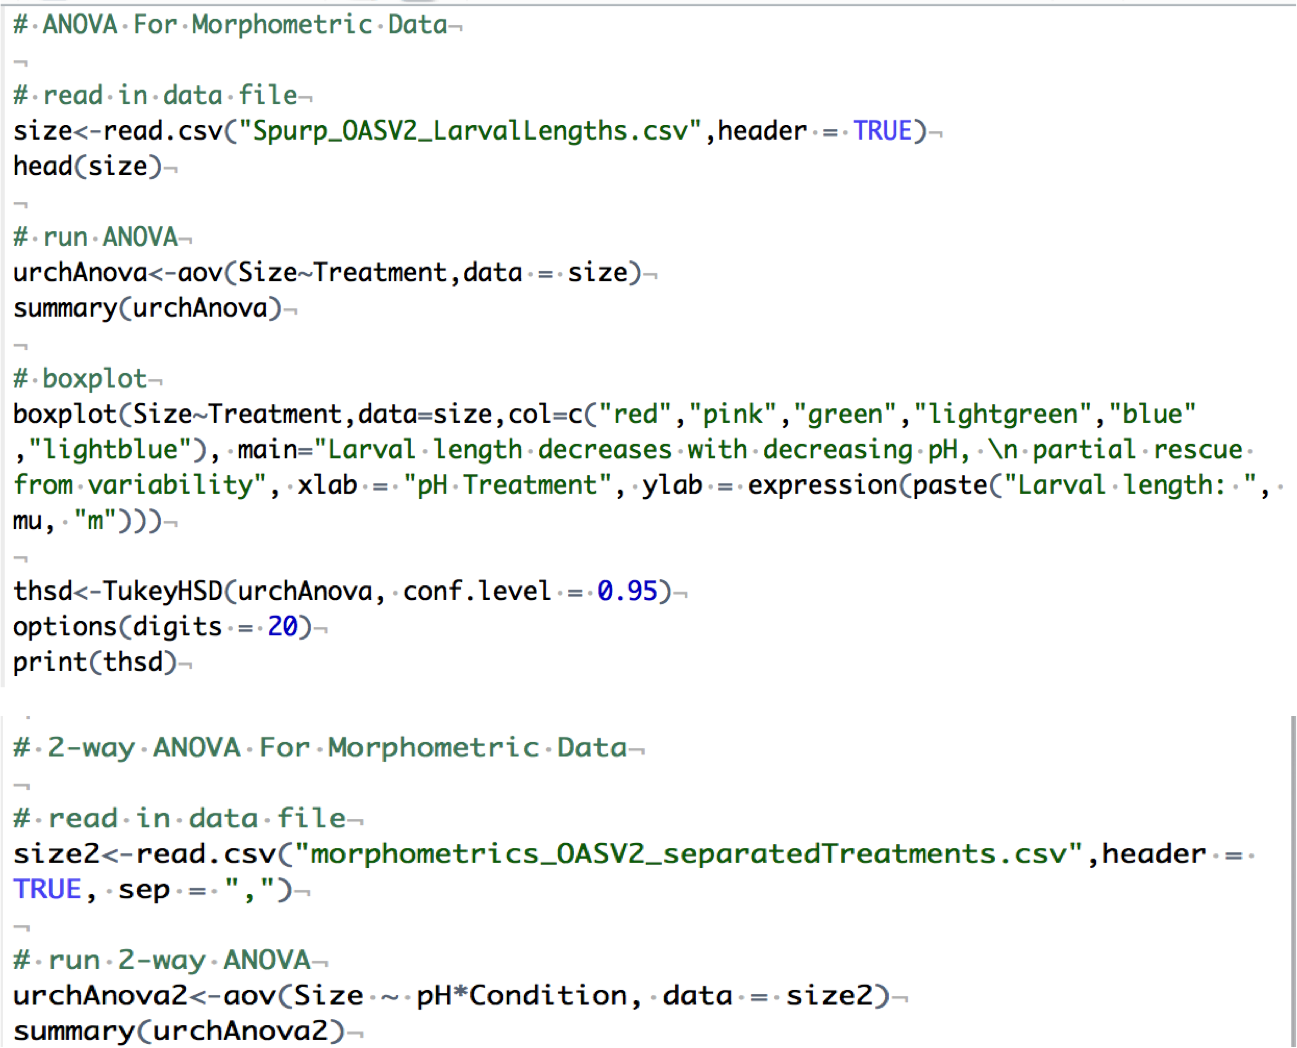 # ANOVA For Morphometric Data¬
¬
# read in data file¬
size<-read.csv("Spurp_OASV2_LarvalLengths.csv",header = TRUE)¬
head(size)¬
¬
# run ANOVA¬
urchAnova<-aov(Size~Treatment,data = size)¬
summary(urchAnova)¬
¬
# boxplot¬
boxplot(Size~Treatment,data=size,col=c("red","pink","green","lightgreen","blue"
,"lightblue"), main="Larval length decreases with decreasing pH, \n partial rescue
from variability", xlab = "pH Treatment", ylab = expression(paste("Larval length: ",
mu, "m")))¬
¬
thsd<-TukeyHSD(urchAnova, conf.level = 0.95)¬
options(digits = 20)¬
print(thsd)¬
# 2-way ANOVA For Morphometric Data¬
¬
# read in data file¬
size2<-read.csv("morphometrics_OASV2_separatedTreatments.csv",header =
TRUE, sep = ",")¬
¬
# run 2-way ANOVA¬
urchAnova2<-aov(Size ~ pH*Condition, data = size2)¬
summary(urchAnova2)¬